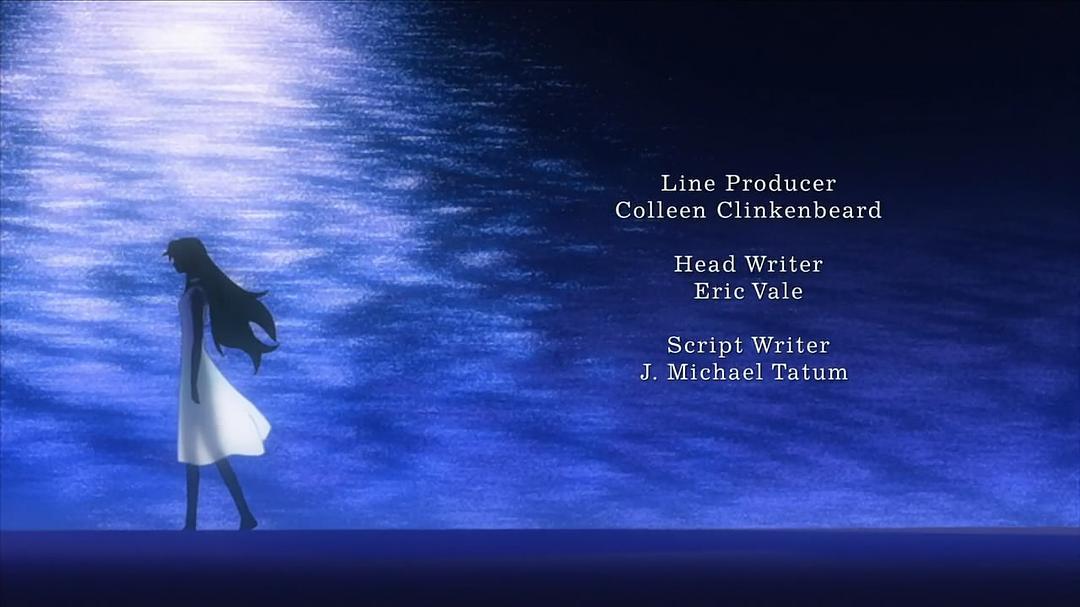 Line Producer
Colleen Clinkenbeard
Head Writer
Eric Vale
Script Writer
J. Michael Tatum